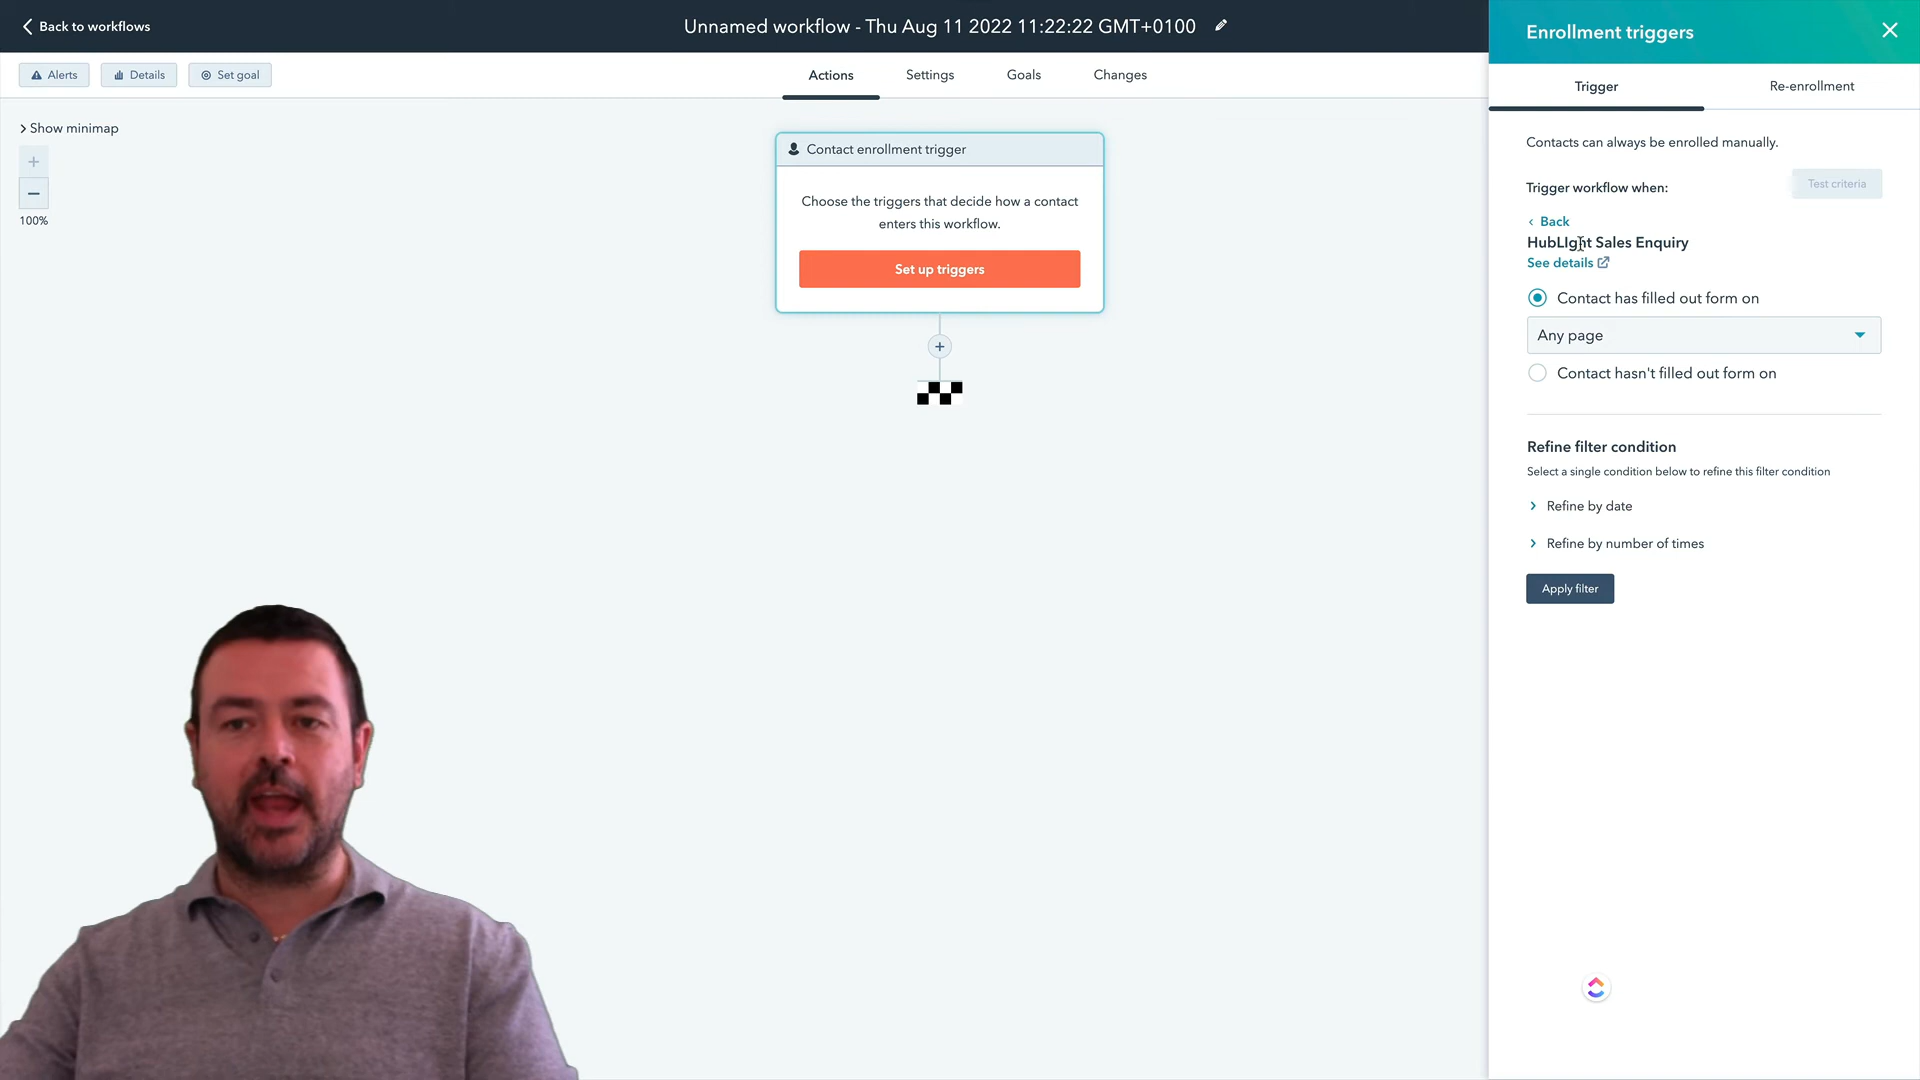 Back to workflows
Unnamed workflow - Thu Aug 11 2022 11:22:22 GMT+0100
Alerts
Details
Set goal
Actions
Settings
Goals
Changes
Show minimap
100%
Contact enrollment trigger
Choose the triggers that decide how a contact
enters this workflow.
Set up triggers
Enrollment triggers
Trigger
Re-enrollment
Contacts can always be enrolled manually.
Trigger workflow when:
Test criteria
Back
HubLIght Sales Enquiry
See details
Contact has filled out form on
Any page
Contact hasn't filled out form on
Refine filter condition
Select a single condition below to refine this filter condition
Refine by date
Refine by number of times
Apply filter